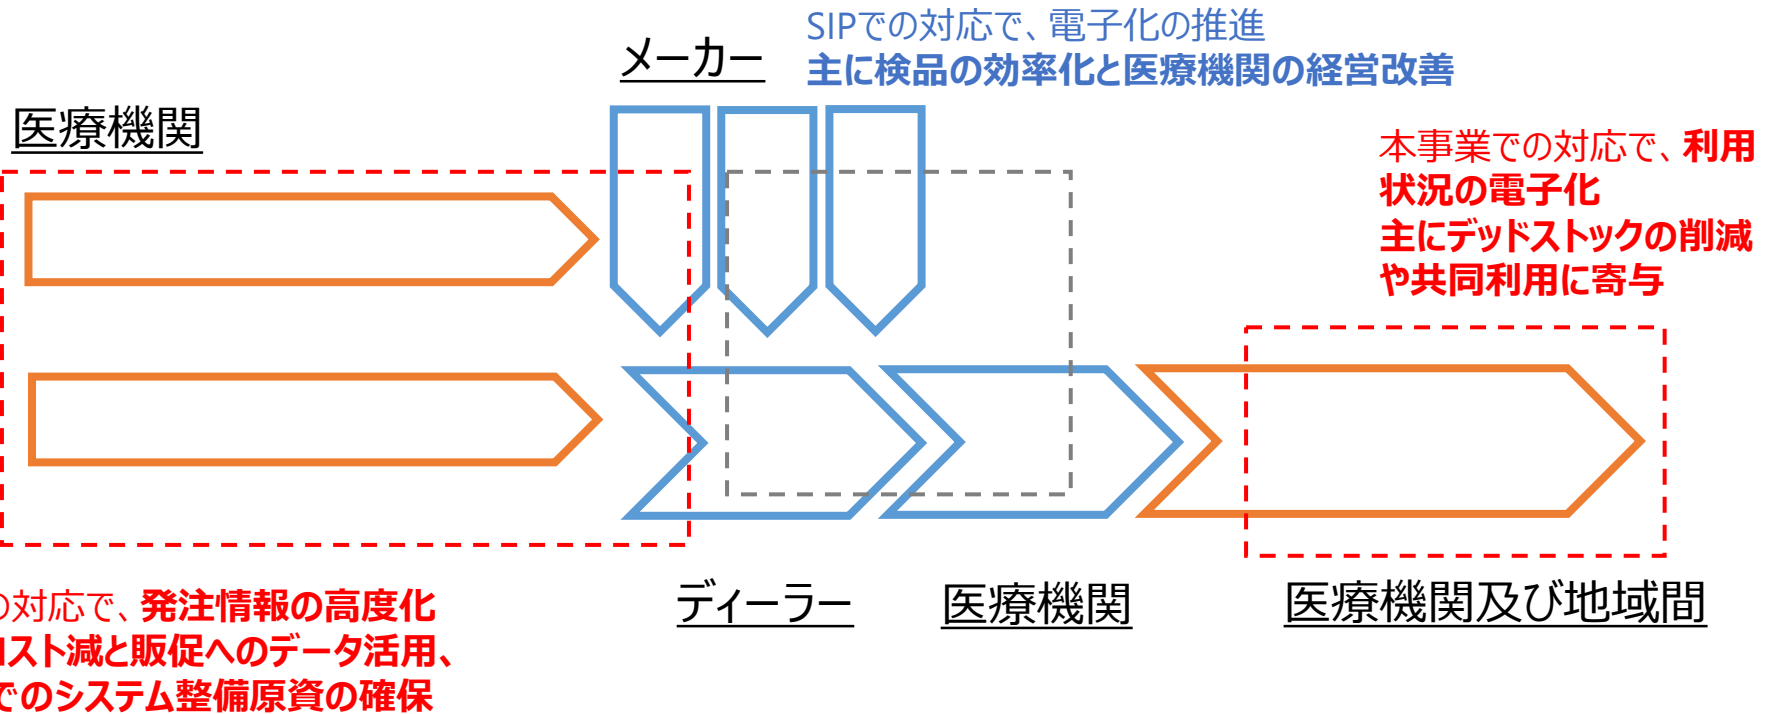 SIPでの対応で、電子化の推進
主に検品の効率化と医療機関の経営改善
メーカー
医療機関
本事業での対応で、利用
状況の電子化
主にデッドストックの削減
や共同利用に寄与
ディーラー
医療機関
医療機関及び地域間
の対応で、発注情報の高度化
コスト減と販促へのデータ活用、
でのシステム整備原資の確保